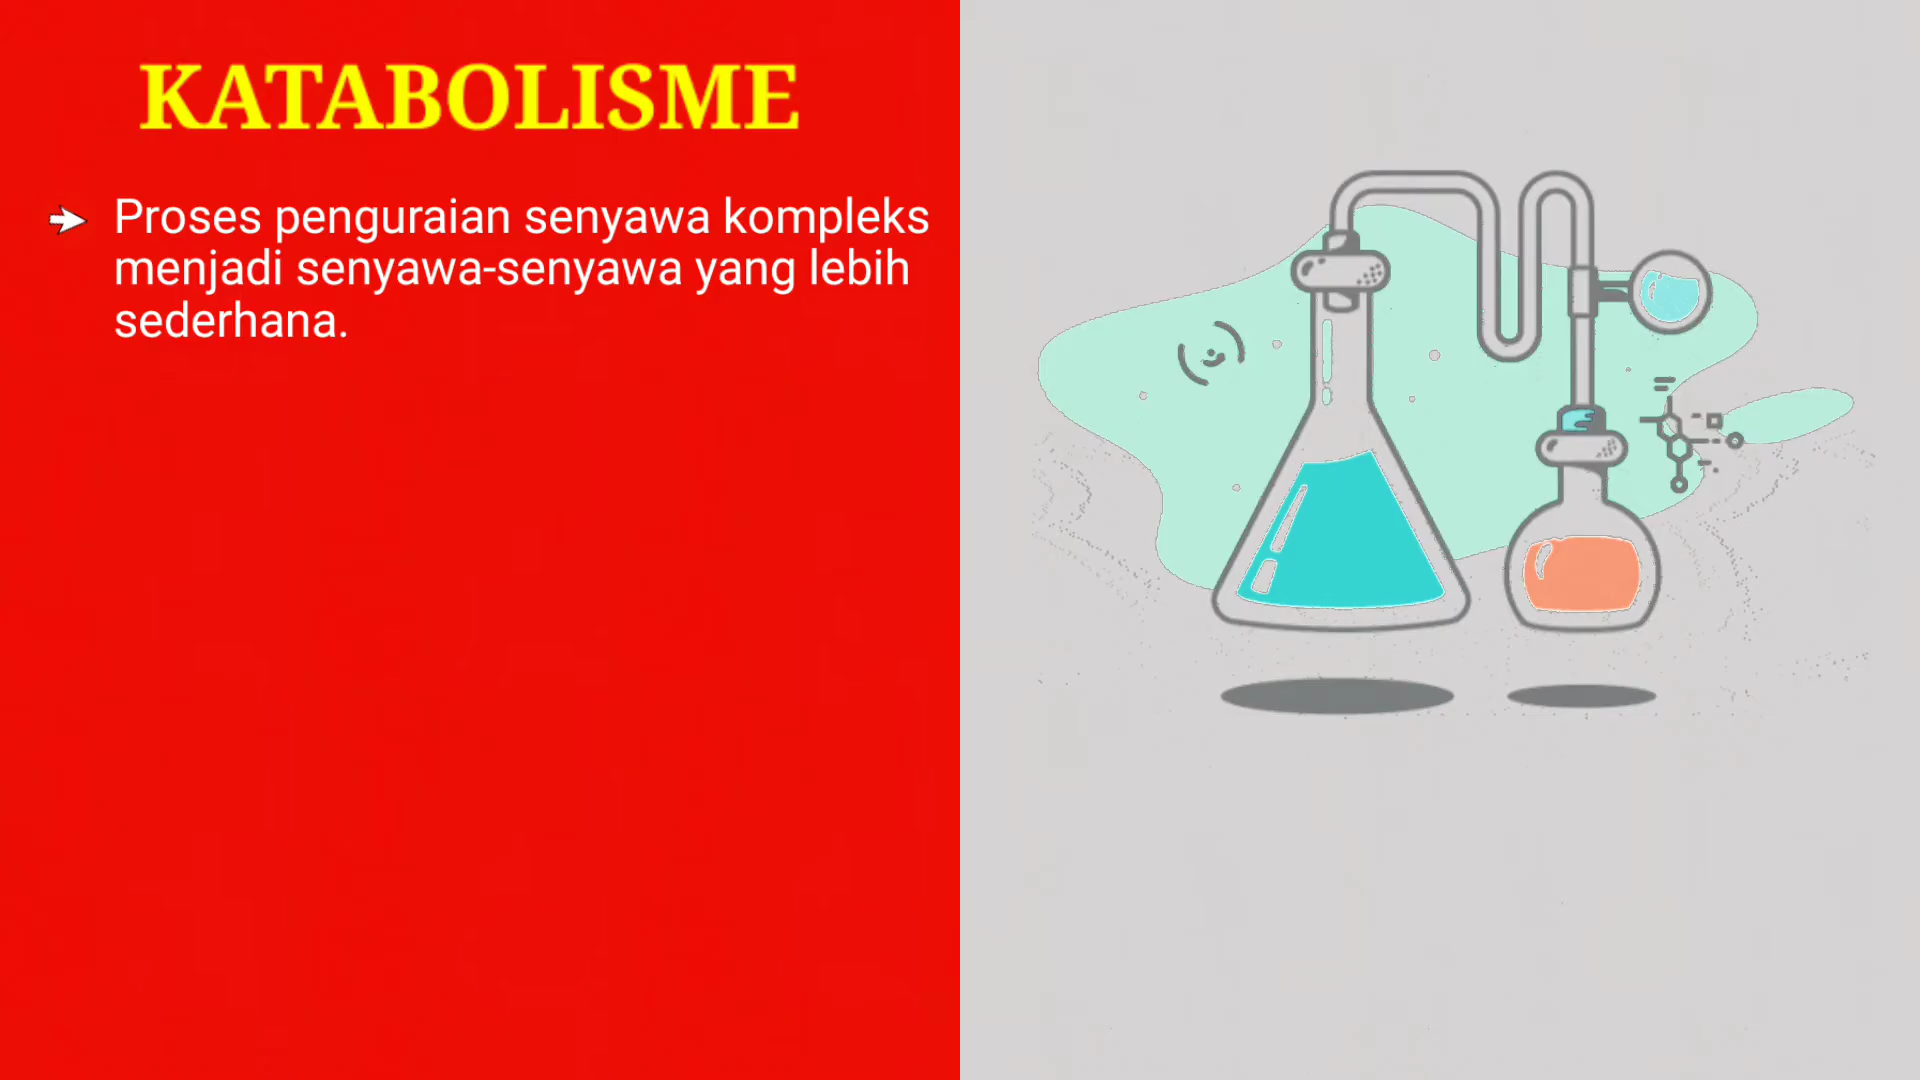 KATABOLISME
Proses penguraian senyawa kompleks
menjadi senyawa-senyawa yang lebih
sederhana.